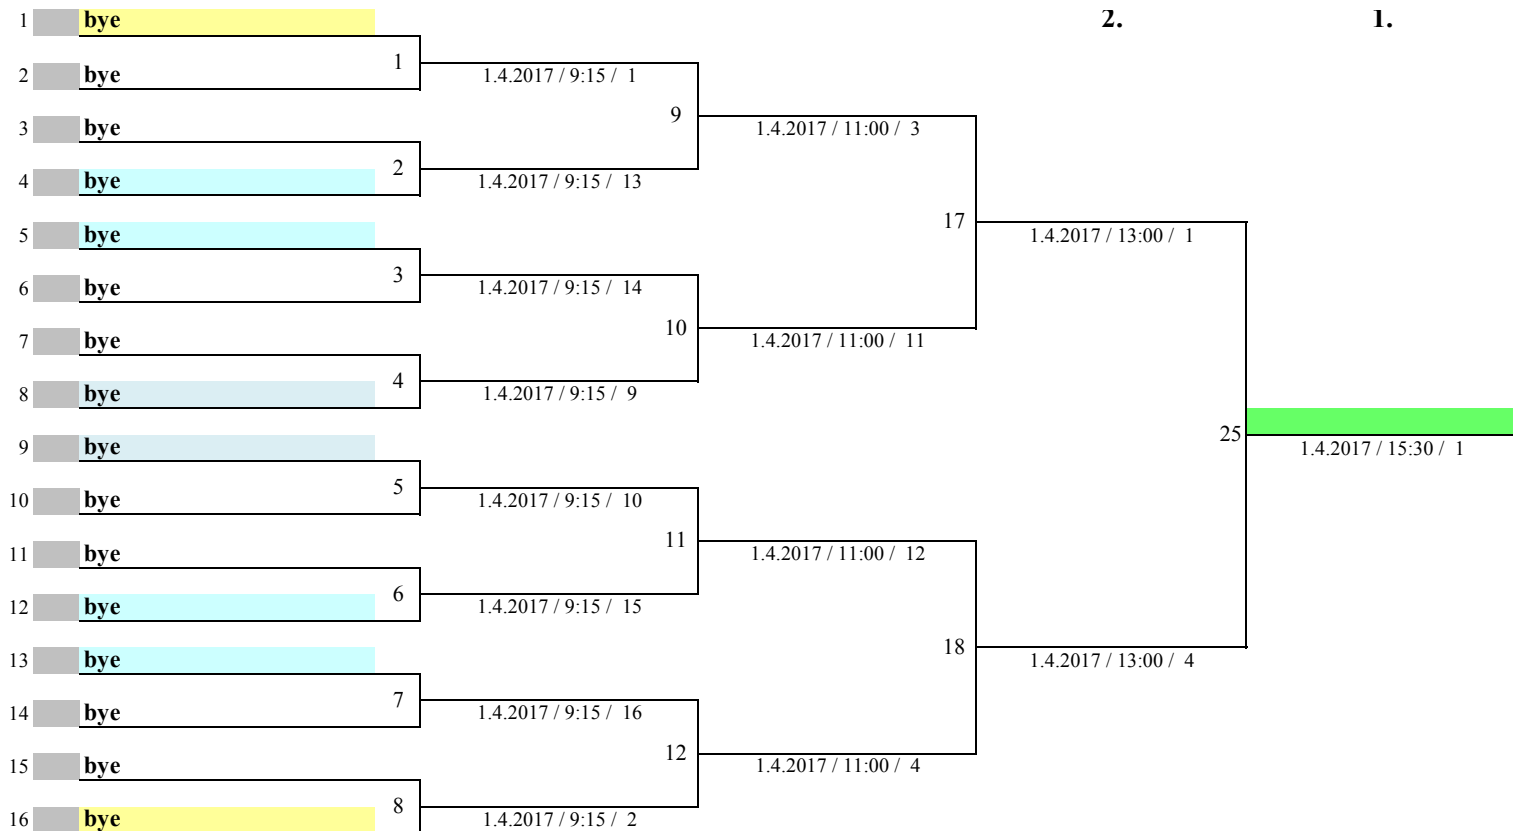 2. 1.
1 bye
1
2 bye
1.4.2017 / 9:15 / 1
9
3 bye
1.4.2017 / 11:00 / 3
2
4 bye
1.4.2017 / 9:15 / 13
17
5 bye
1.4.2017 / 13:00 / 1
3
6 bye
1.4.2017 / 9:15 / 14
10
7 bye
1.4.2017 / 11:00 / 11
4
8 bye
1.4.2017 / 9:15 / 9
25
9 bye
1.4.2017 / 15:30 / 1
5
10 bye
1.4.2017 / 9:15 / 10
11
11 bye
1.4.2017 / 11:00 / 12
6
12 bye
1.4.2017 / 9:15 / 15
18
13 bye
1.4.2017 / 13:00 / 4
7
14 bye
1.4.2017 / 9:15 / 16
12
15 bye
1.4.2017 / 11:00 / 4
8
16 bye
1.4.2017 / 9:15 / 2